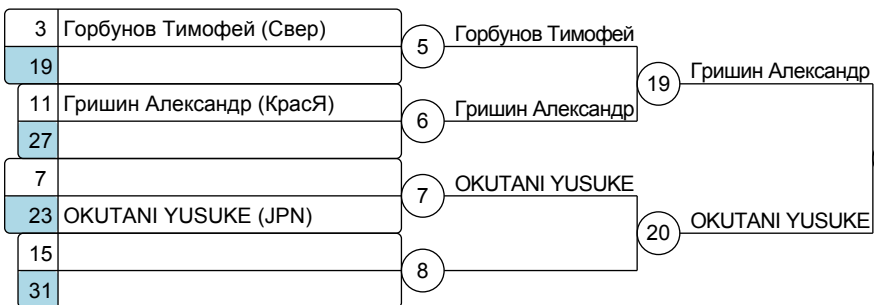 3 Горбунов Тимофей (Свер)
19
11 Гришин Александр (КрасЯ)
27
7
23 OKUTANI YUSUKE (JPN)
15
31
5 Горбунов Тимофей
6 Гришин Александр
7 OKUTANI YUSUKE
8
19 Гришин Александр
20 OKUTANI YUSUKE